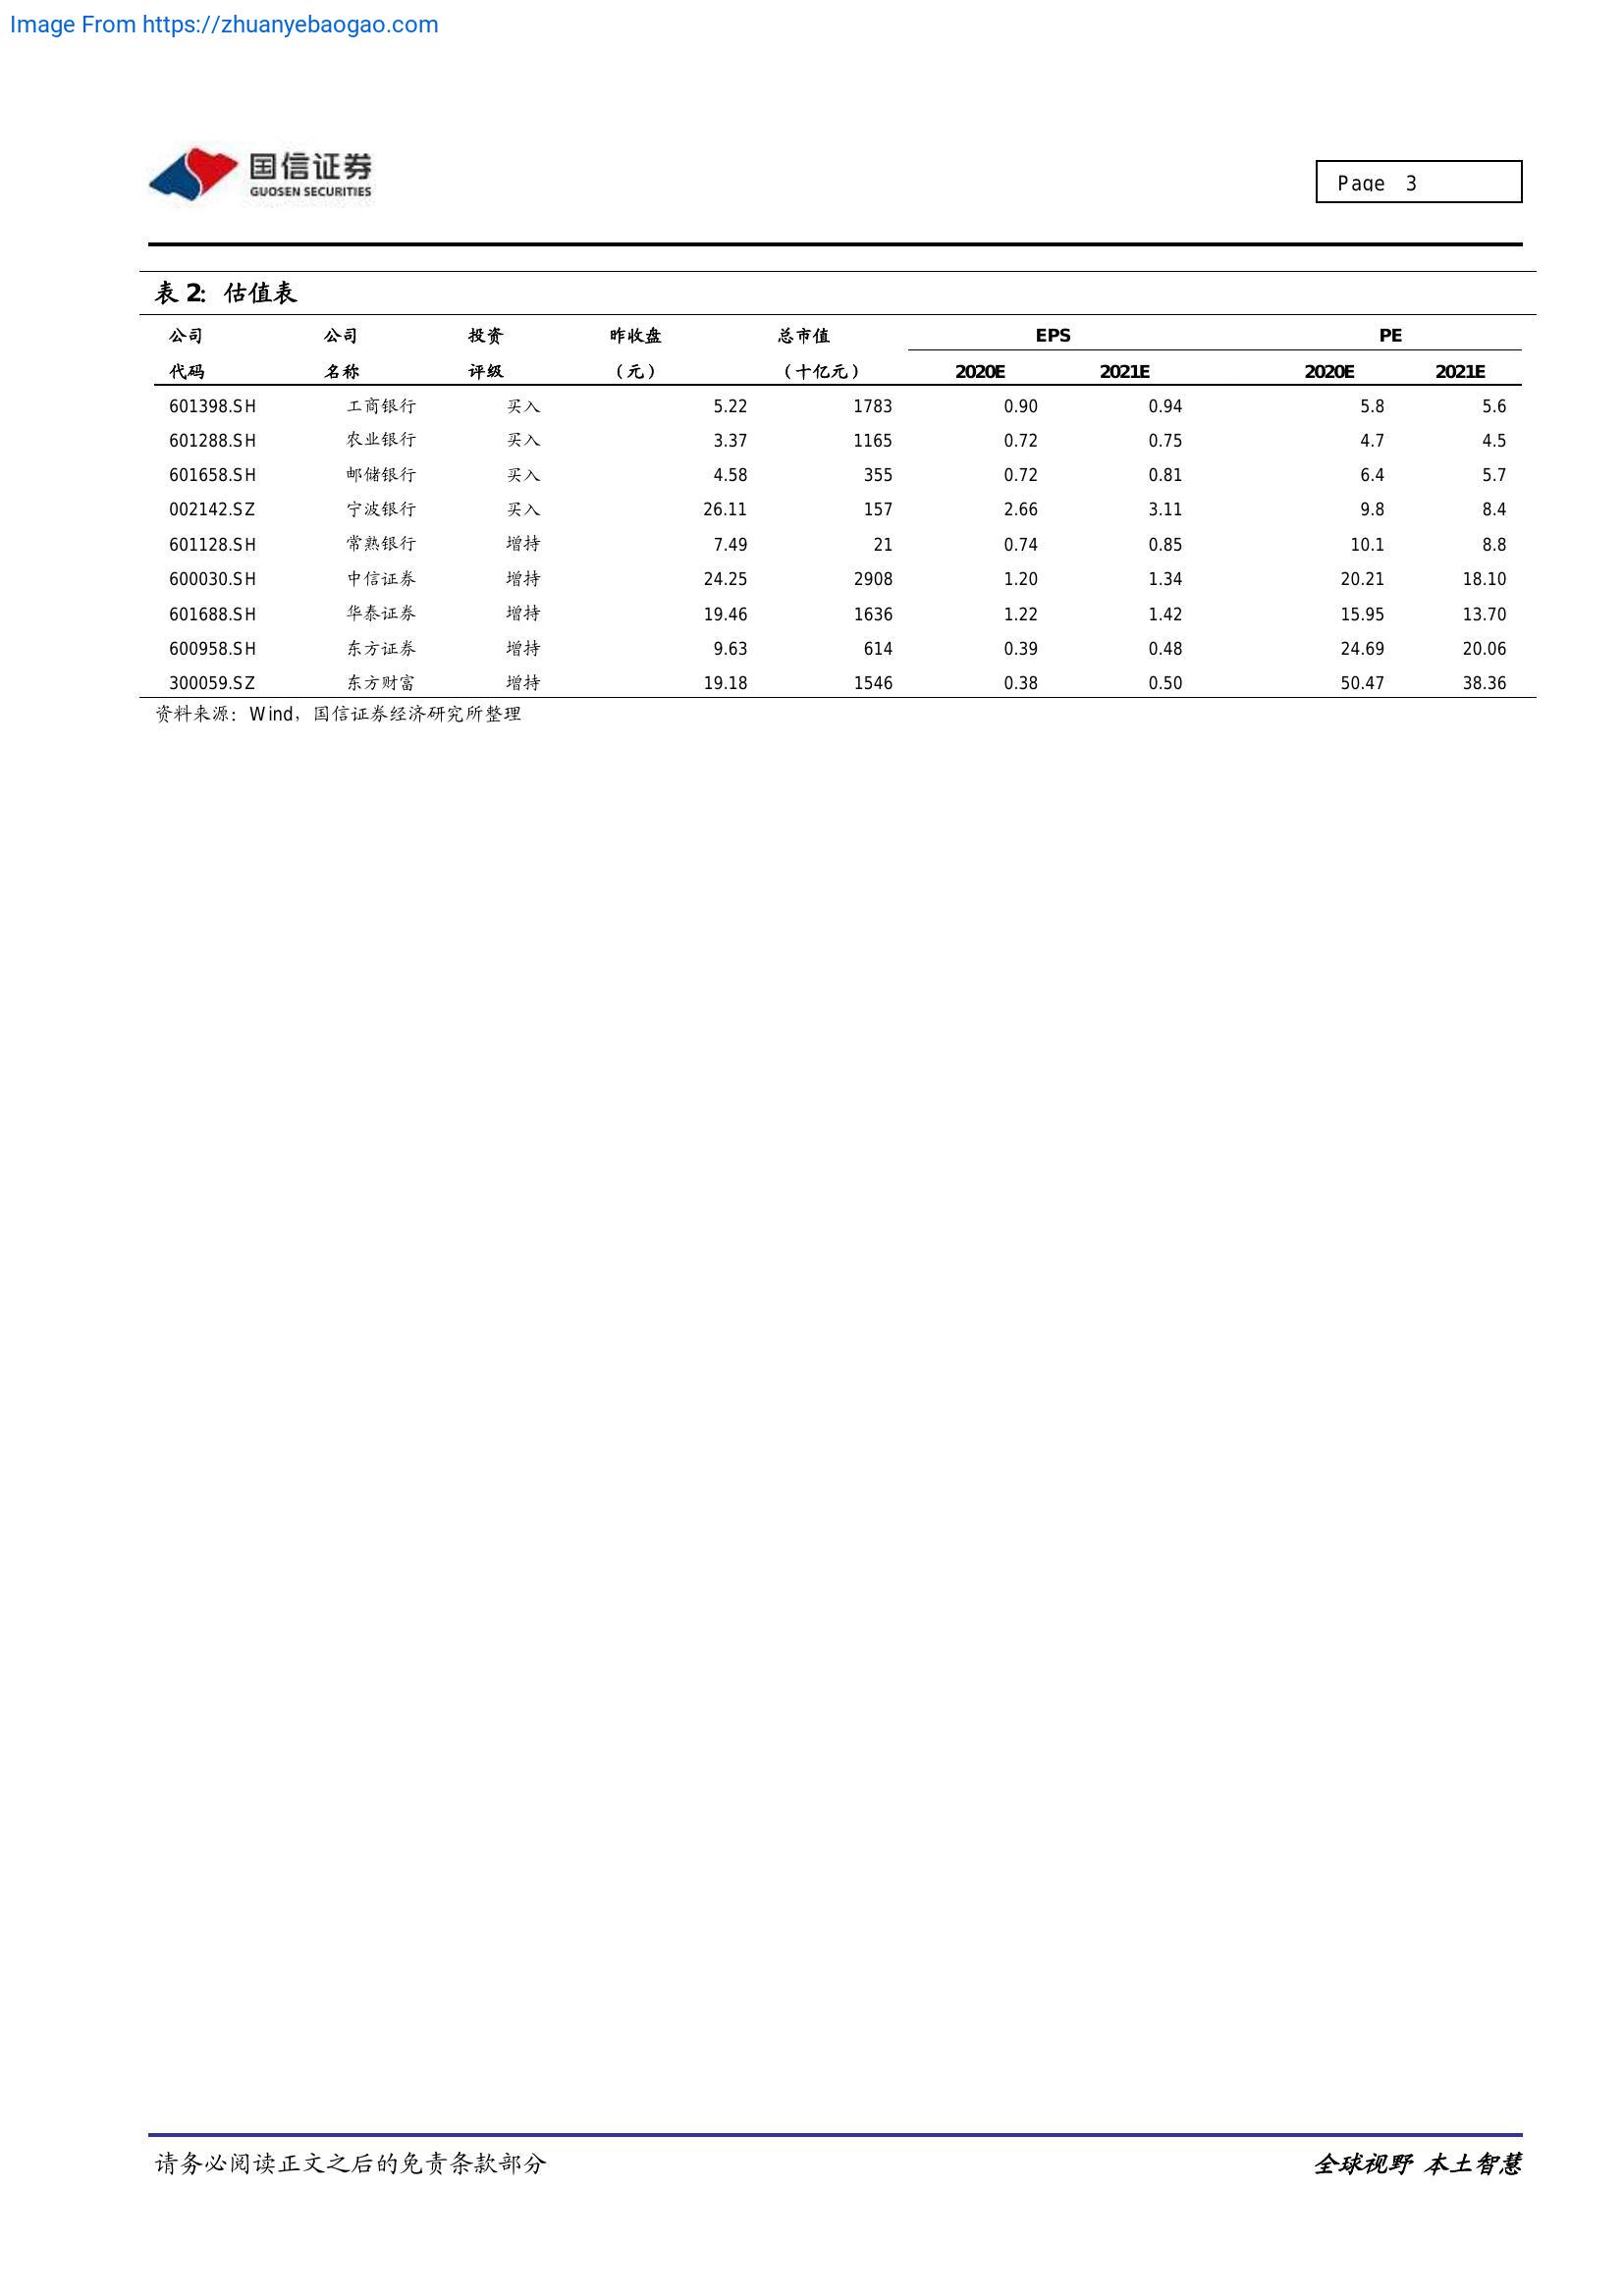 Image From https://zhuanyebaogao.com
国信证券
GUOSEN SECURITIES
Page 3
表 2: 估值表
公司 公司 投资 昨收盘 总市值 EPS PE
代码 名称 评级 （元） （十亿元） 2020E 2021E 2020E 2021E
601398.SH 工商银行 买入 5.22 1783 0.90 0.94 5.8 5.6
601288.SH 农业银行 买入 3.37 1165 0.72 0.75 4.7 4.5
601658.SH 邮储银行 买入 4.58 355 0.72 0.81 6.4 5.7
002142.SZ 宁波银行 买入 26.11 157 2.66 3.11 9.8 8.4
601128.SH 常熟银行 增持 7.49 21 0.74 0.85 10.1 8.8
600030.SH 中信证券 增持 24.25 2908 1.20 1.34 20.21 18.10
601688.SH 华泰证券 增持 19.46 1636 1.22 1.42 15.95 13.70
600958.SH 东方证券 增持 9.63 614 0.39 0.48 24.69 20.06
300059.SZ 东方财富 增持 19.18 1546 0.38 0.50 50.47 38.36
资料来源：Wind，国信证券经济研究所整理
请务必阅读正文之后的免责条款部分 全球视野 本土智慧